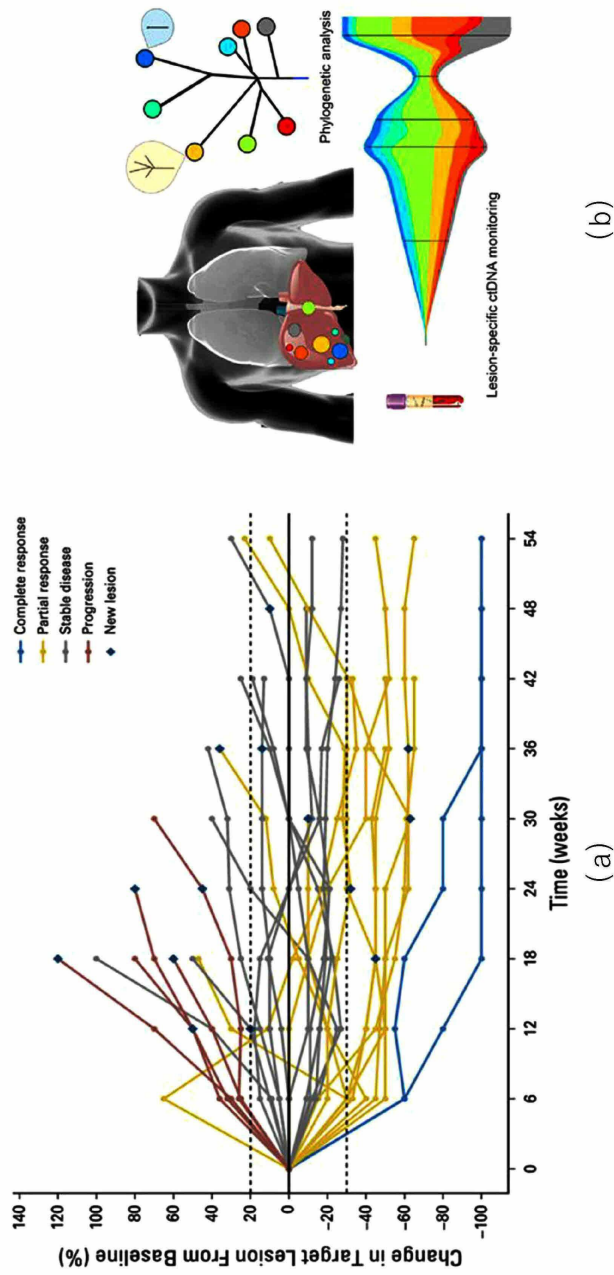 Complete response
Partial response
Stable disease
Progression
New lesion
Change in Target Lesion From Baseline (%)
140
120
100
80
60
40
20
0
-20
-40
-60
-80
-100
0
6
12
18
24
30
36
42
48
54
Time (weeks)
(a)
Phylogenetic analysis
Lesion-specific ctDNA monitoring
(b)